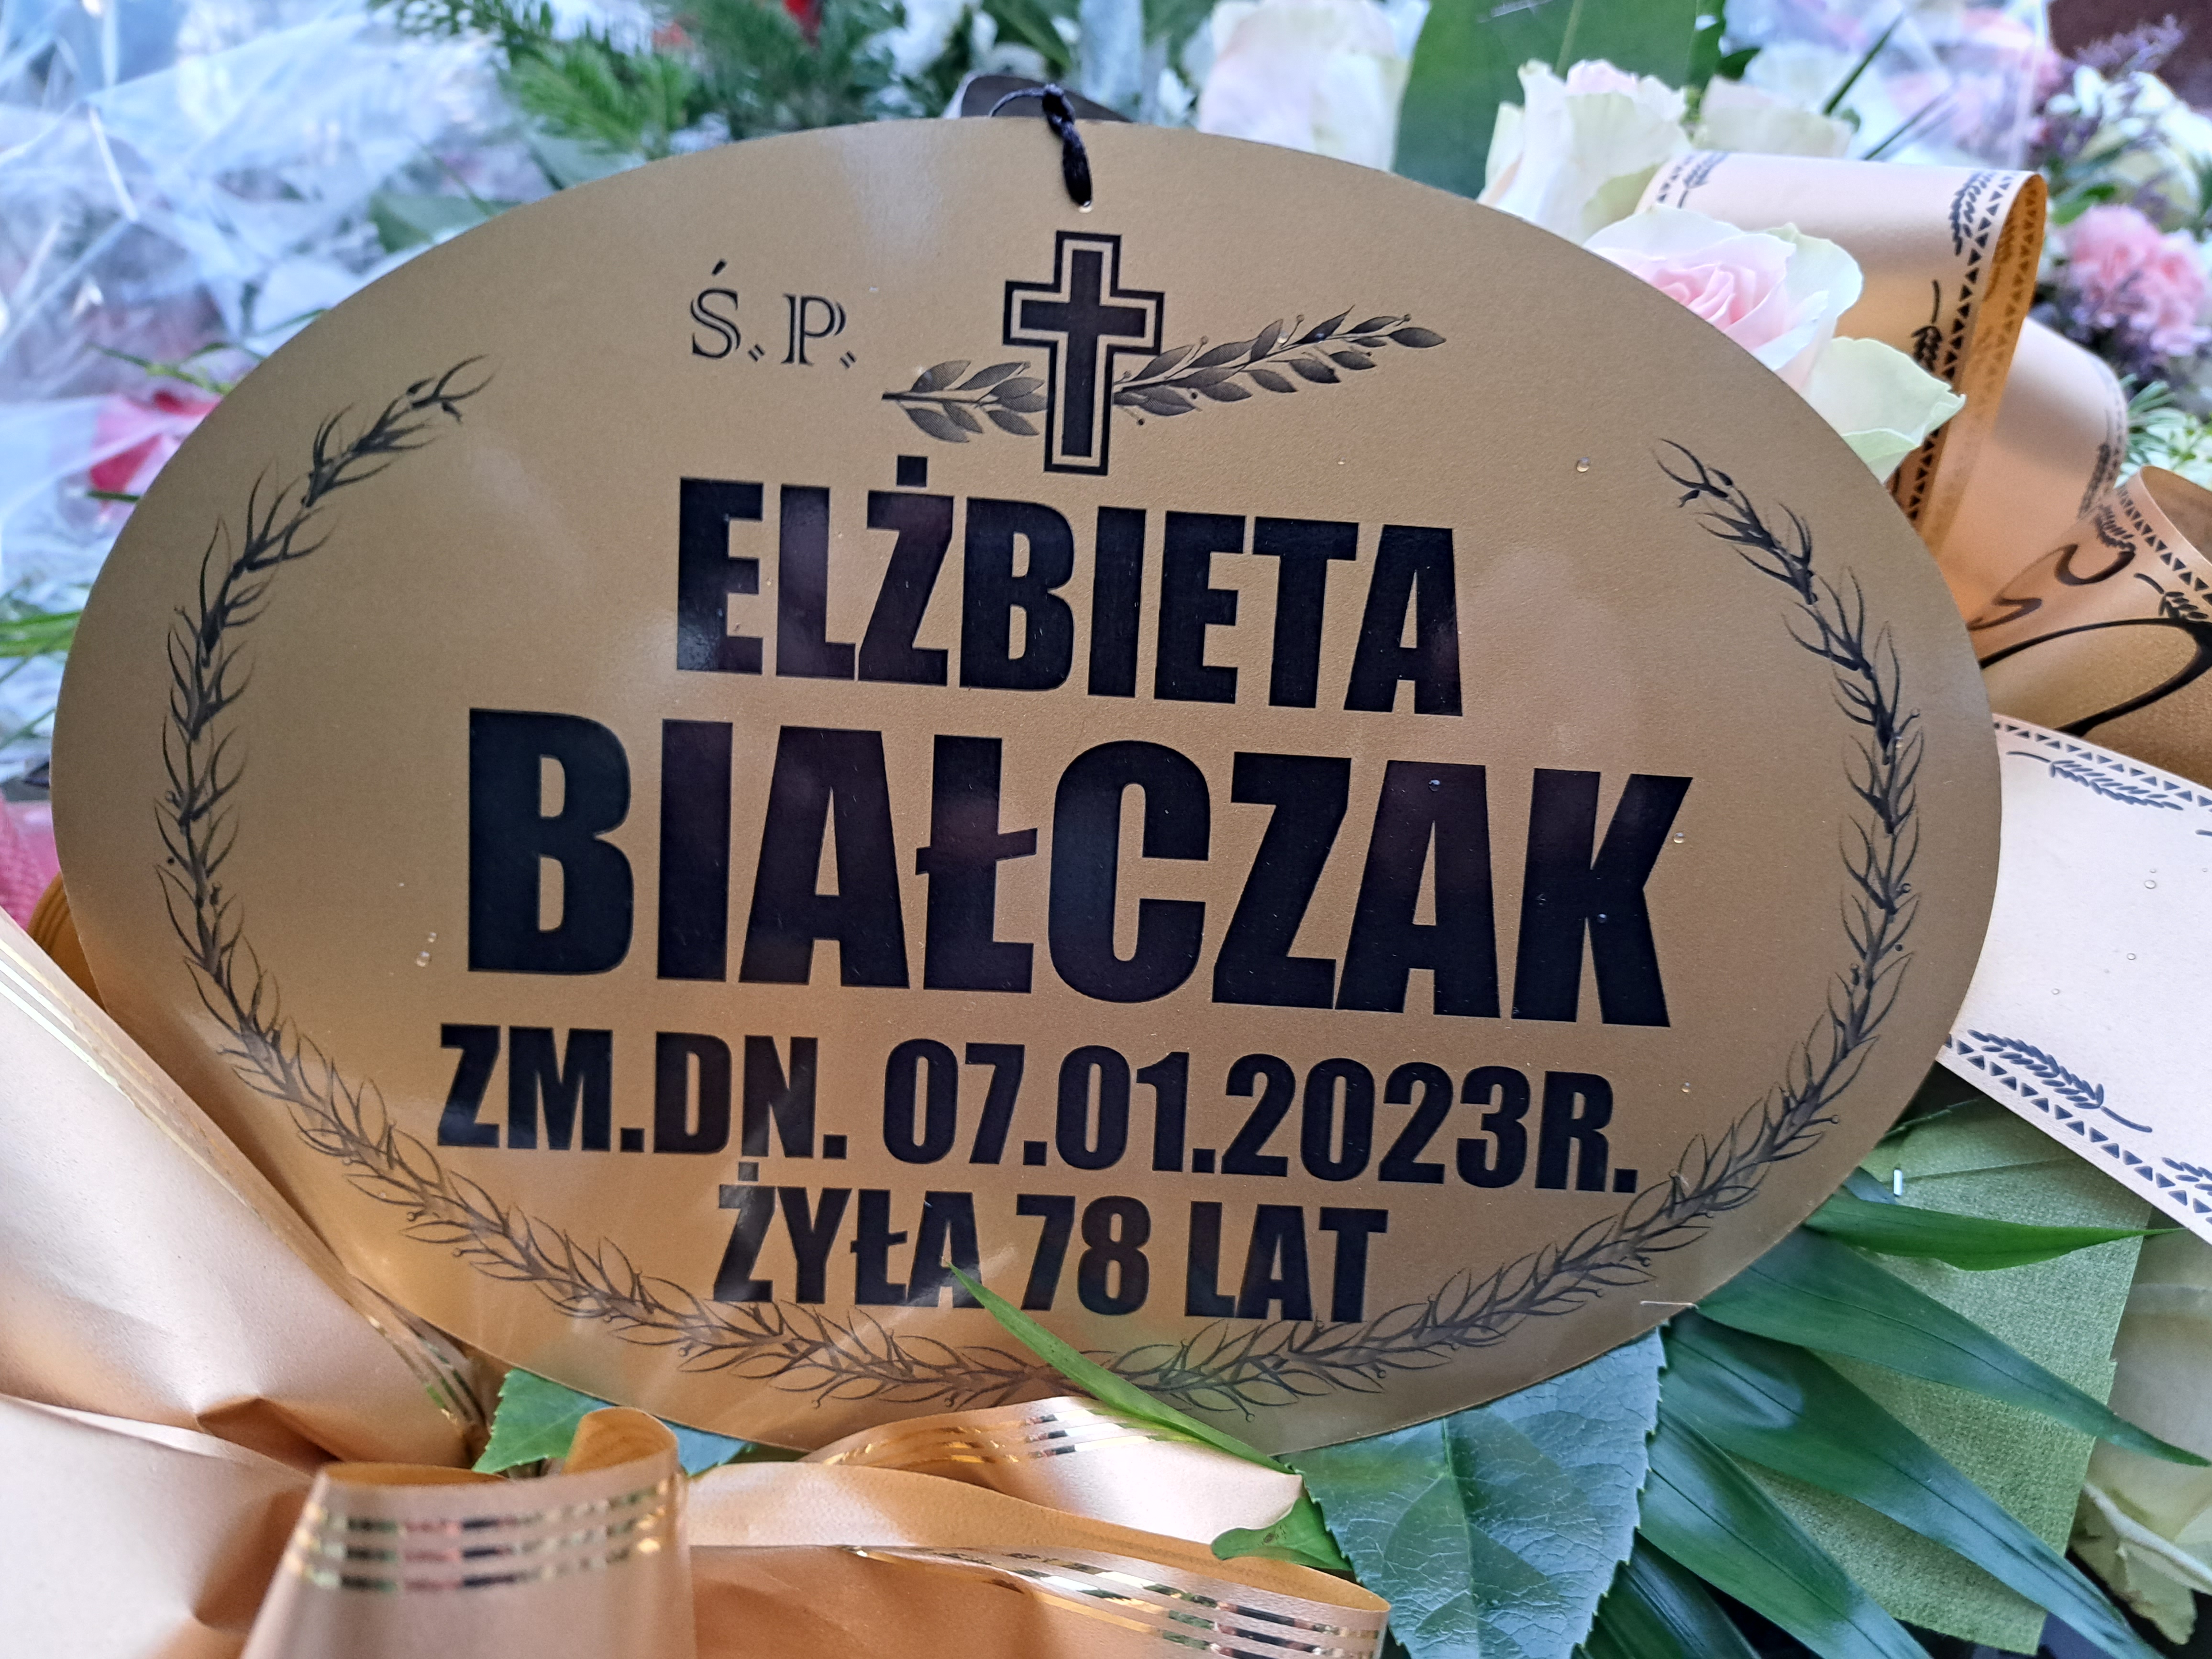 Ś. P.
ELŻBIETA
BIAŁCZAK
ZM.DN. 07.01.2023R.
ŻYŁA 78 LAT